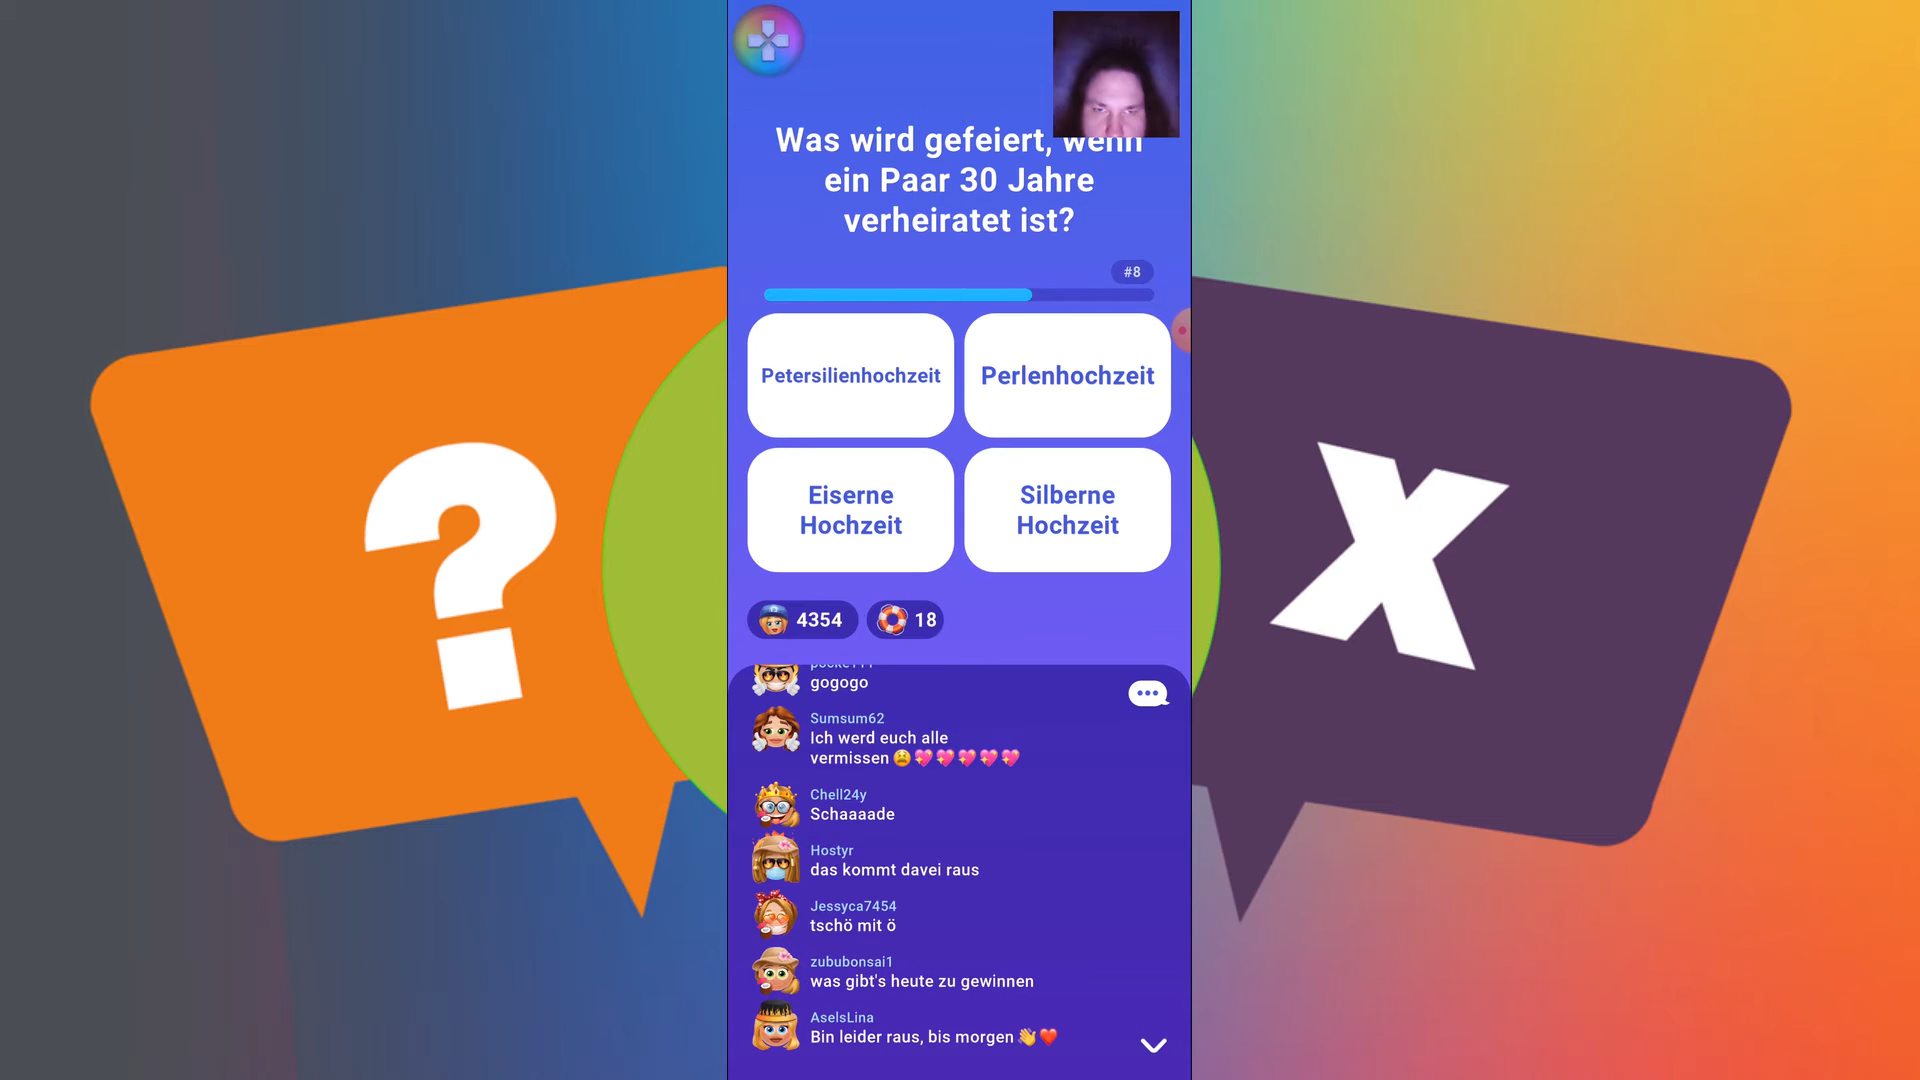 Was wird gefeiert, wenn
ein Paar 30 Jahre
verheiratet ist?
#8
Petersilienhochzeit
Perlenhochzeit
Eiserne
Hochzeit
Silberne
Hochzeit
4354
18
gogogo
Sumsum62
Ich werd euch alle
vermissen 😫💖💖💖💖💖
Chell24y
Schaaaade
Hostyr
das kommt davei raus
Jessyca7454
tschö mit ö
zububonsai1
was gibt's heute zu gewinnen
AselsLina
Bin leider raus, bis morgen 👋❤️
?
X